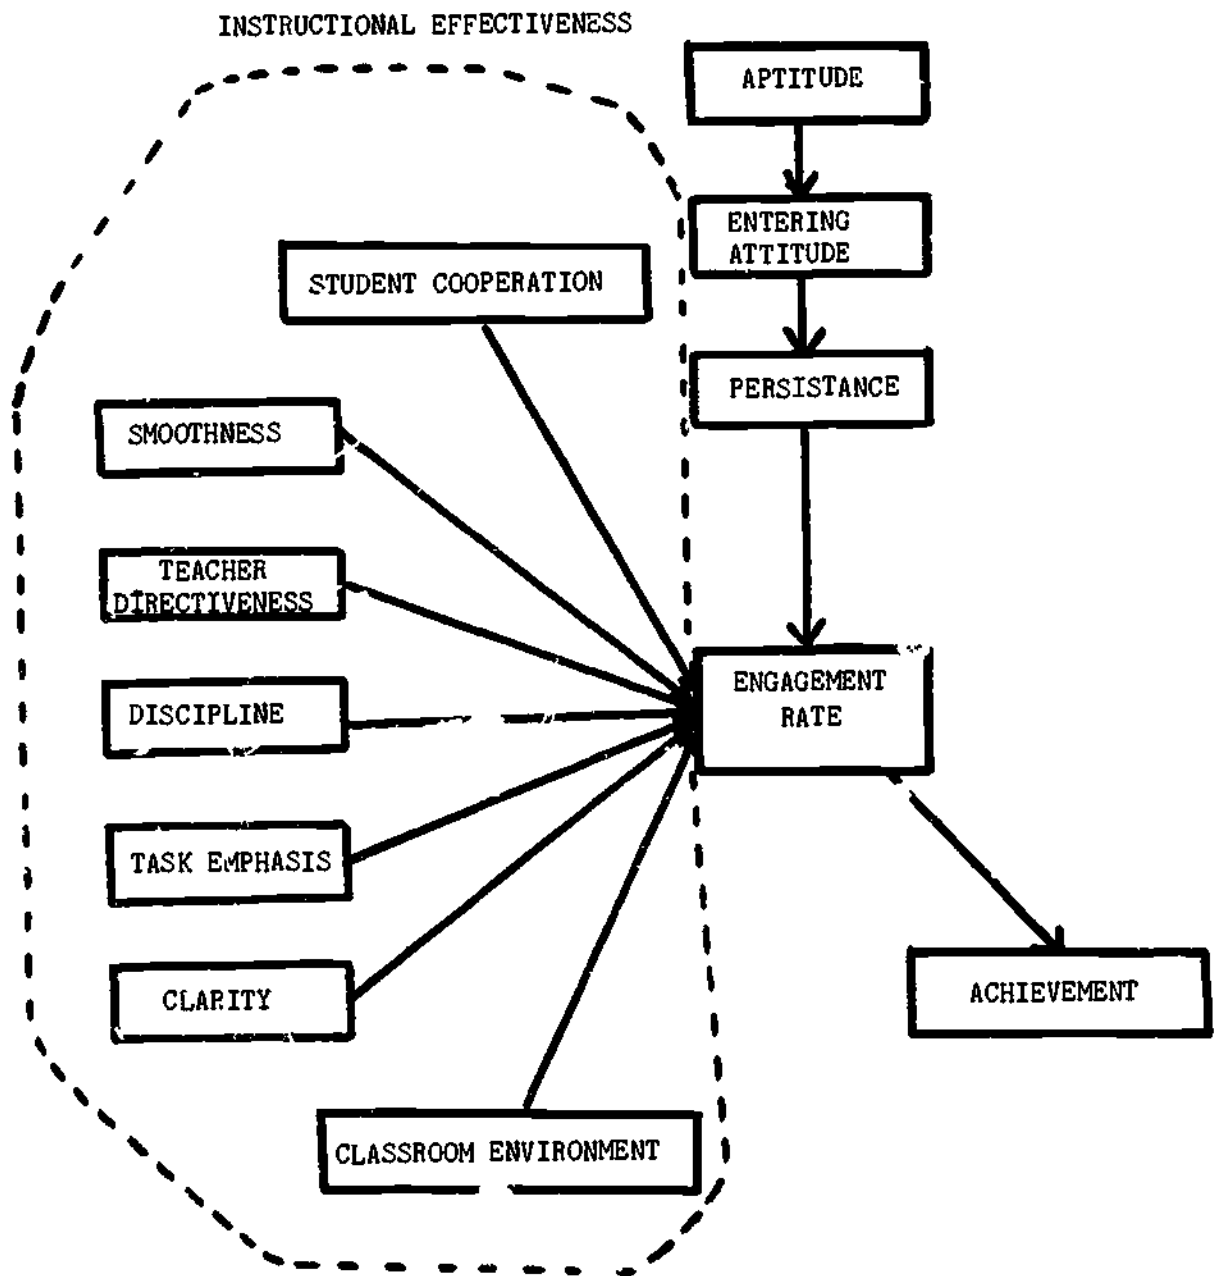 INSTRUCTIONAL EFFECTIVENESS
APTITUDE
ENTERING
ATTITUDE
STUDENT COOPERATION
PERSISTANCE
SMOOTHNESS
TEACHER
DIRECTIVENESS
ENGAGEMENT
RATE
DISCIPLINE
TASK EMPHASIS
CLARITY
ACHIEVEMENT
CLASSROOM ENVIRONMENT